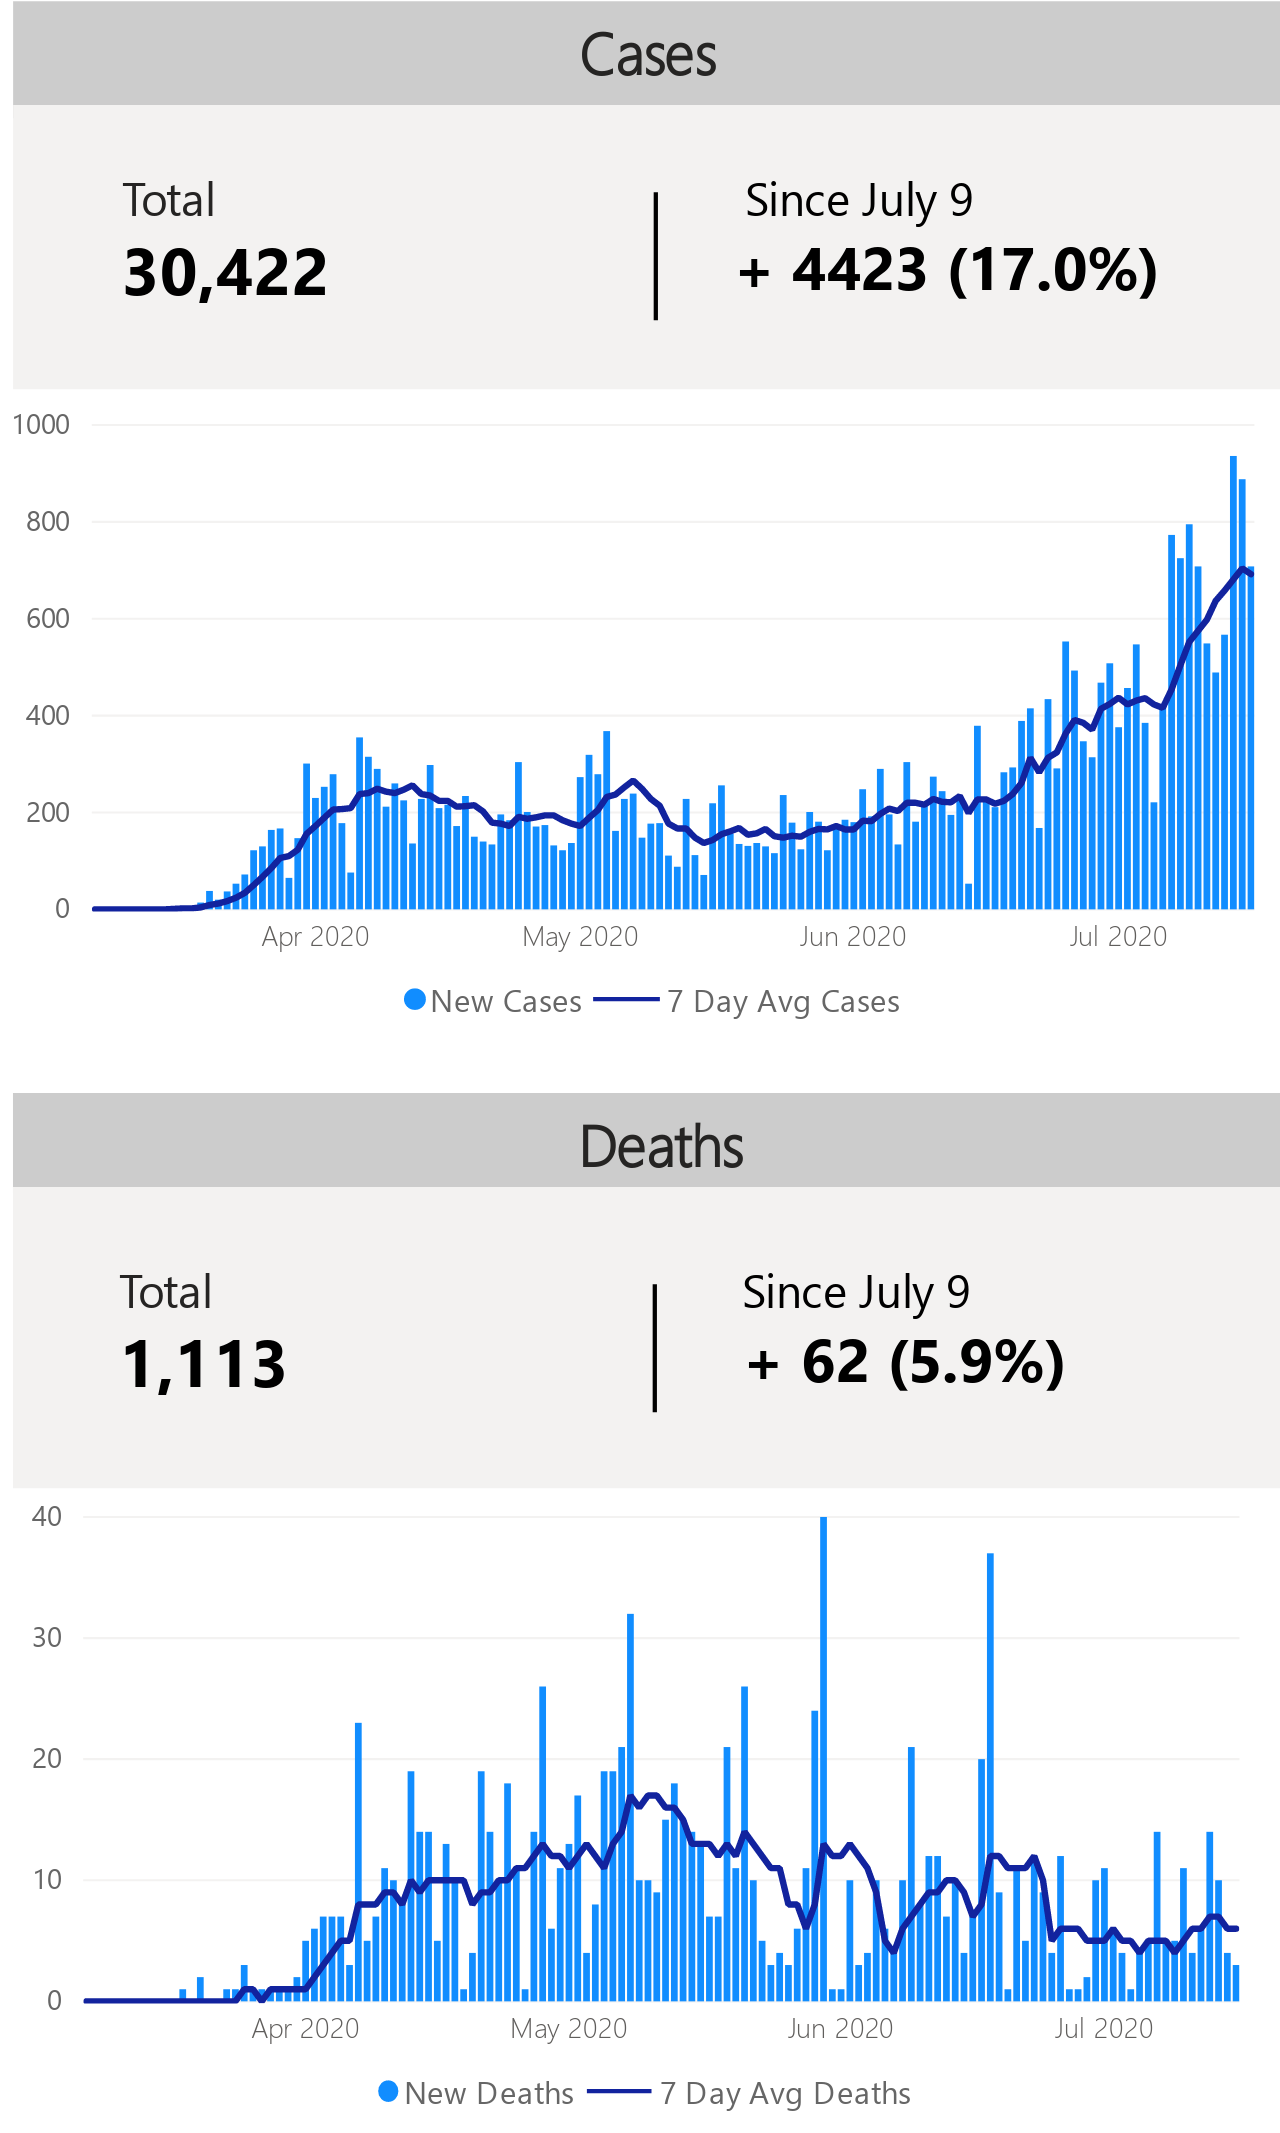 Cases
Total
Since July 9
30,422
+ 4423 (17.0%)
1000
800
600
400
200
0
Apr 2020
May 2020
Jun 2020
Jul 2020
New Cases
7 Day Avg Cases
Deaths
Total
Since July 9
1,113
+ 62 (5.9%)
40
30
20
10
0
Apr 2020
May 2020
Jun 2020
Jul 2020
New Deaths
7 Day Avg Deaths